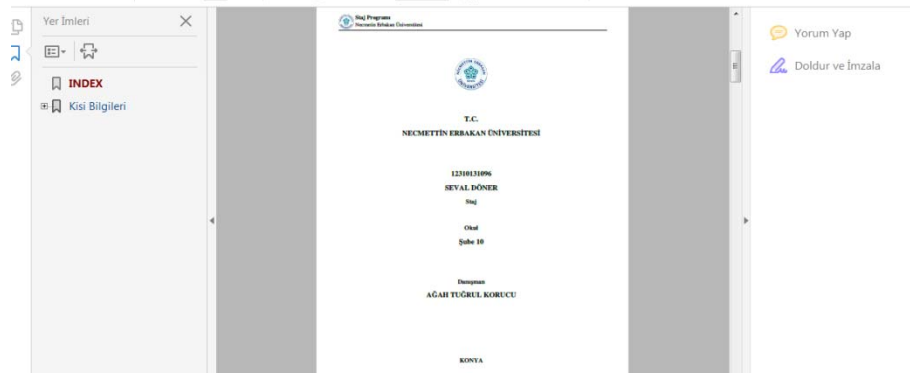 Yer İmleri
INDEX
Kisi Bilgileri
Staj Programı
Necmettin Erbakan Üniversitesi
T.C.
NECMETTİN ERBAKAN ÜNİVERSİTESİ
12310131096
SEVAL DÖNER
Staj
Okul
Şube 10
Danışman
AĞAH TUĞRUL KORUCU
KONYA
Yorum Yap
Doldur ve İmzala